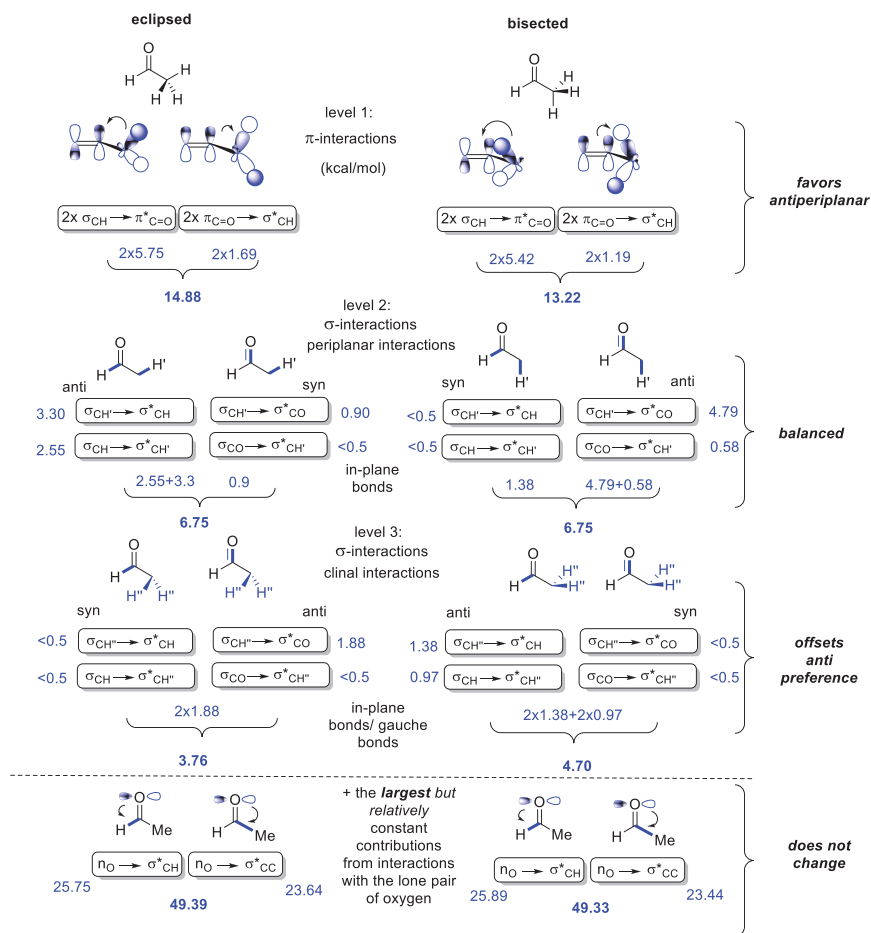 eclipsed
bisected
O
H
H
H
H
O
H
H
H
H
level 1:
π-interactions
(kcal/mol)
favors
antiperiplanar
2x σCH → π*C=O
2x πC=O → σ*CH
2x σCH → π*C=O
2x πC=O → σ*CH
2x5.75
2x1.69
2x5.42
2x1.19
14.88
13.22
level 2:
σ-interactions
periplanar interactions
O
H
H'
O
H'
O
H
H'
O
H'
anti
syn
syn
anti
3.30
σCH' → σ*CH
σCH' → σ*CO
0.90
<0.5
σCH' → σ*CH
σCH' → σ*CO
4.79
2.55
σCH → σ*CH'
σCO → σ*CH'
<0.5
<0.5
σCH → σ*CH'
σCO → σ*CH'
0.58
balanced
in-plane
bonds
2.55+3.3
0.9
1.38
4.79+0.58
6.75
6.75
level 3:
σ-interactions
clinal interactions
O
H
H"
H"
O
H"
H"
O
H
H"
H"
O
H"
H"
syn
anti
anti
syn
<0.5
σCH" → σ*CH
σCH" → σ*CO
1.88
1.38
σCH" → σ*CH
σCH" → σ*CO
<0.5
<0.5
σCH → σ*CH"
σCO → σ*CH"
<0.5
0.97
σCH → σ*CH"
σCO → σ*CH"
<0.5
offsets
anti
preference
in-plane
bonds/ gauche
bonds
2x1.88
2x1.38+2x0.97
3.76
4.70
O
H
Me
O
H
Me
+ the largest but
relatively
constant
contributions
from interactions
with the lone pair
of oxygen
O
H
Me
O
H
Me
does not
change
nO → σ*CH
nO → σ*CC
nO → σ*CH
nO → σ*CC
25.75
23.64
25.89
23.44
49.39
49.33